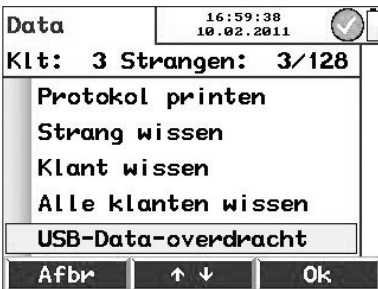 Data 16:59:38
10.02.2011
Klt: 3 Strangen: 3/128
Protokol printen
Strang wissen
Klant wissen
Alle klanten wissen
USB-Data-overdracht
Afbr ↑ ↓ Ok